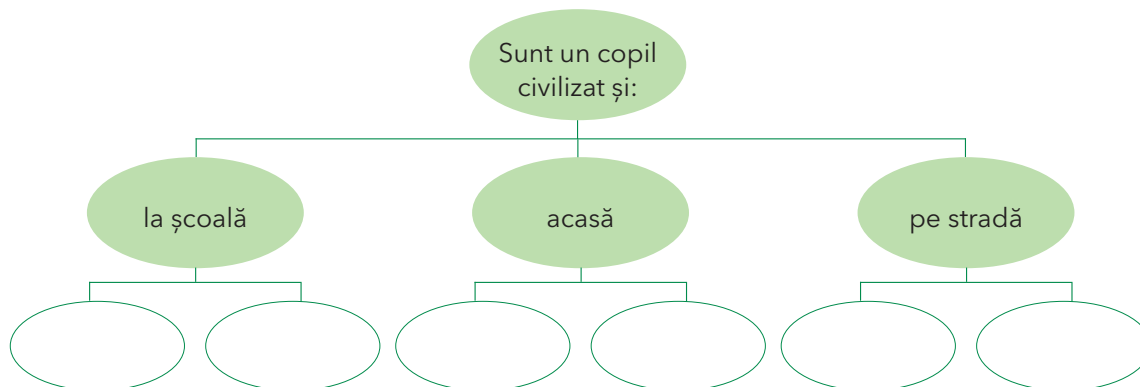 Sunt un copil
civilizat și:
la școală
acasă
pe stradă